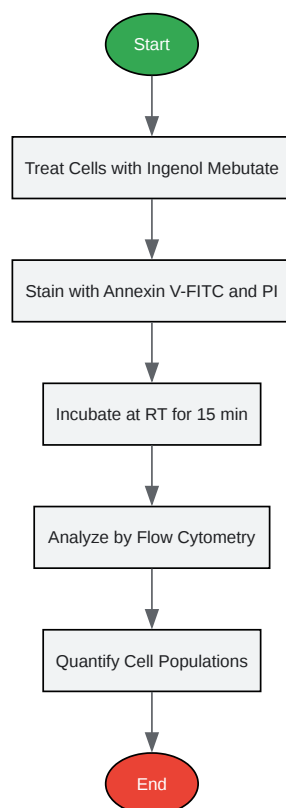 Start
Treat Cells with Ingenol Mebutate
Stain with Annexin V-FITC and PI
Incubate at RT for 15 min
Analyze by Flow Cytometry
Quantify Cell Populations
End